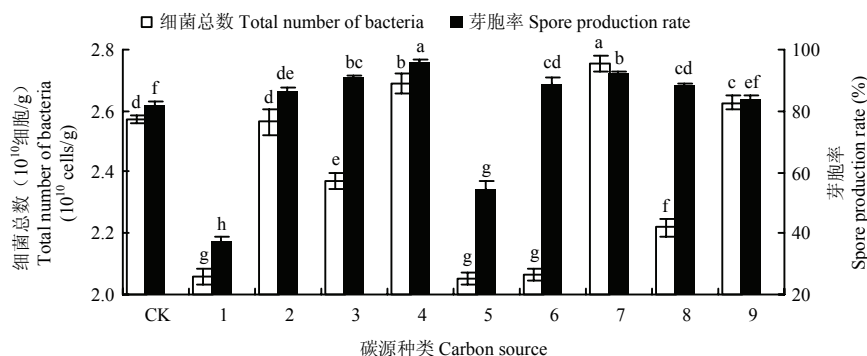 细菌总数 Total number of bacteria 芽胞率 Spore production rate
细菌总数（10¹⁰细胞/g）
Total number of bacteria
(10¹⁰ cells/g)
2.8
2.6
2.4
2.2
2.0
d f g h d de e bc b a g g g cd a b f cd c ef
100
80
60
40
20
芽胞率
Spore production rate (%)
CK 1 2 3 4 5 6 7 8 9
碳源种类 Carbon source